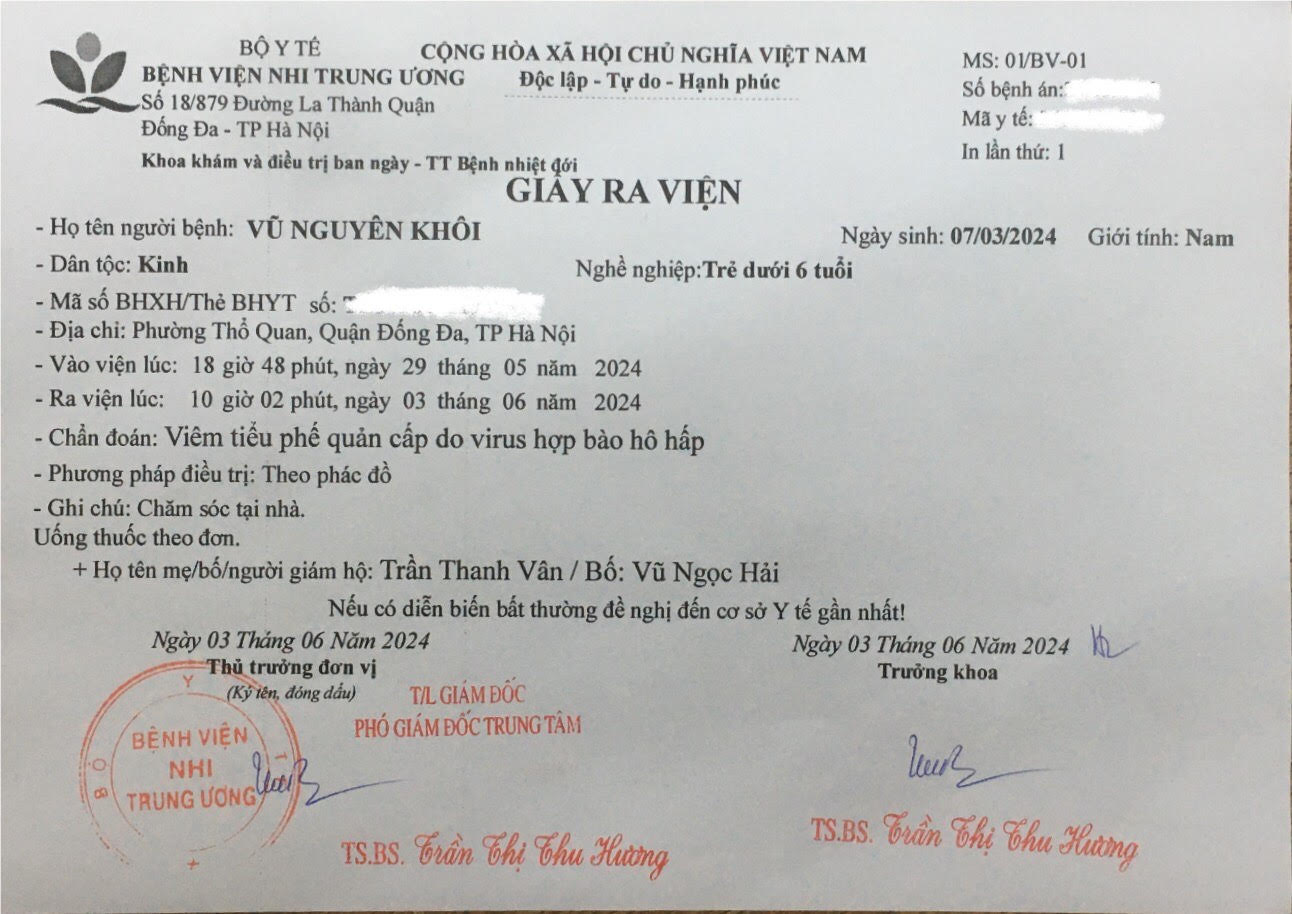 BỘ Y TẾ
BỆNH VIỆN NHI TRUNG ƯƠNG
Số 18/879 Đường La Thành Quận
Đống Đa - TP Hà Nội
Khoa khám và điều trị ban ngày - TT Bệnh nhiệt đới
CỘNG HÒA XÃ HỘI CHỦ NGHĨA VIỆT NAM
Độc lập - Tự do - Hạnh phúc
MS: 01/BV-01
Số bệnh án:
Mã y tế:
In lần thứ: 1
GIẤY RA VIỆN
- Họ tên người bệnh: VŨ NGUYÊN KHÔI Ngày sinh: 07/03/2024 Giới tính: Nam
- Dân tộc: Kinh Nghề nghiệp:Trẻ dưới 6 tuổi
- Mã số BHXH/Thẻ BHYT số:
- Địa chỉ: Phường Thổ Quan, Quận Đống Đa, TP Hà Nội
- Vào viện lúc: 18 giờ 48 phút, ngày 29 tháng 05 năm 2024
- Ra viện lúc: 10 giờ 02 phút, ngày 03 tháng 06 năm 2024
- Chẩn đoán: Viêm tiểu phế quản cấp do virus hợp bào hô hấp
- Phương pháp điều trị: Theo phác đồ
- Ghi chú: Chăm sóc tại nhà.
Uống thuốc theo đơn.
+ Họ tên mẹ/bố/người giám hộ: Trần Thanh Vân / Bố: Vũ Ngọc Hải
Nếu có diễn biến bất thường đề nghị đến cơ sở Y tế gần nhất!
Ngày 03 Tháng 06 Năm 2024
Thủ trưởng đơn vị
(Ký tên, đóng dấu)
T/L GIÁM ĐỐC
PHÓ GIÁM ĐỐC TRUNG TÂM
BỆNH VIỆN
NHI
TRUNG ƯƠNG
TS.BS. Trần Thị Thu Hương
Ngày 03 Tháng 06 Năm 2024
Trưởng khoa
TS.BS. Trần Thị Thu Hương